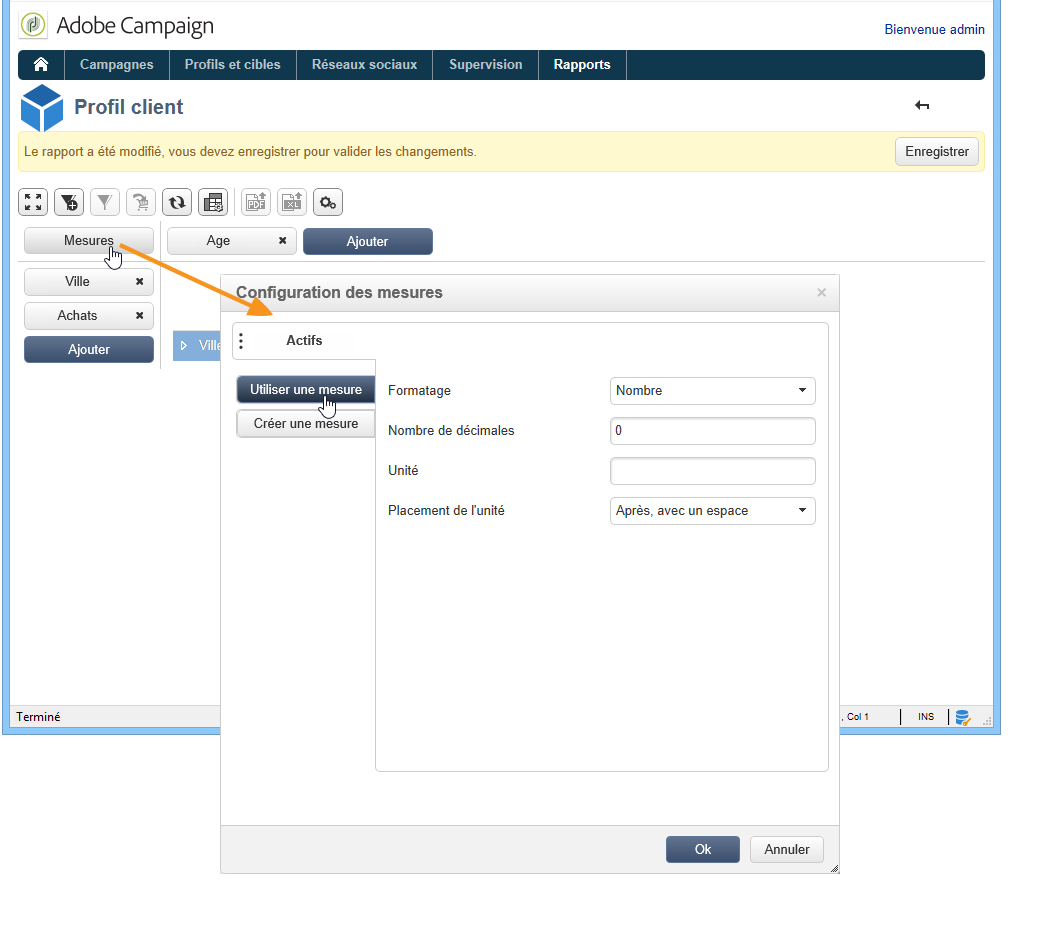 Adobe Campaign
Bienvenue admin
Campagnes
Profils et cibles
Réseaux sociaux
Supervision
Rapports
Profil client
Le rapport a été modifié, vous devez enregistrer pour valider les changements.
Enregistrer
PDF
XL
Mesures
Age
Ajouter
Ville
Achats
Ajouter
Ville
Configuration des mesures
Actifs
Utiliser une mesure
Créer une mesure
Formatage
Nombre
Nombre de décimales
0
Unité
Placement de l'unité
Après, avec un espace
Terminé
, Col 1
INS
Ok
Annuler